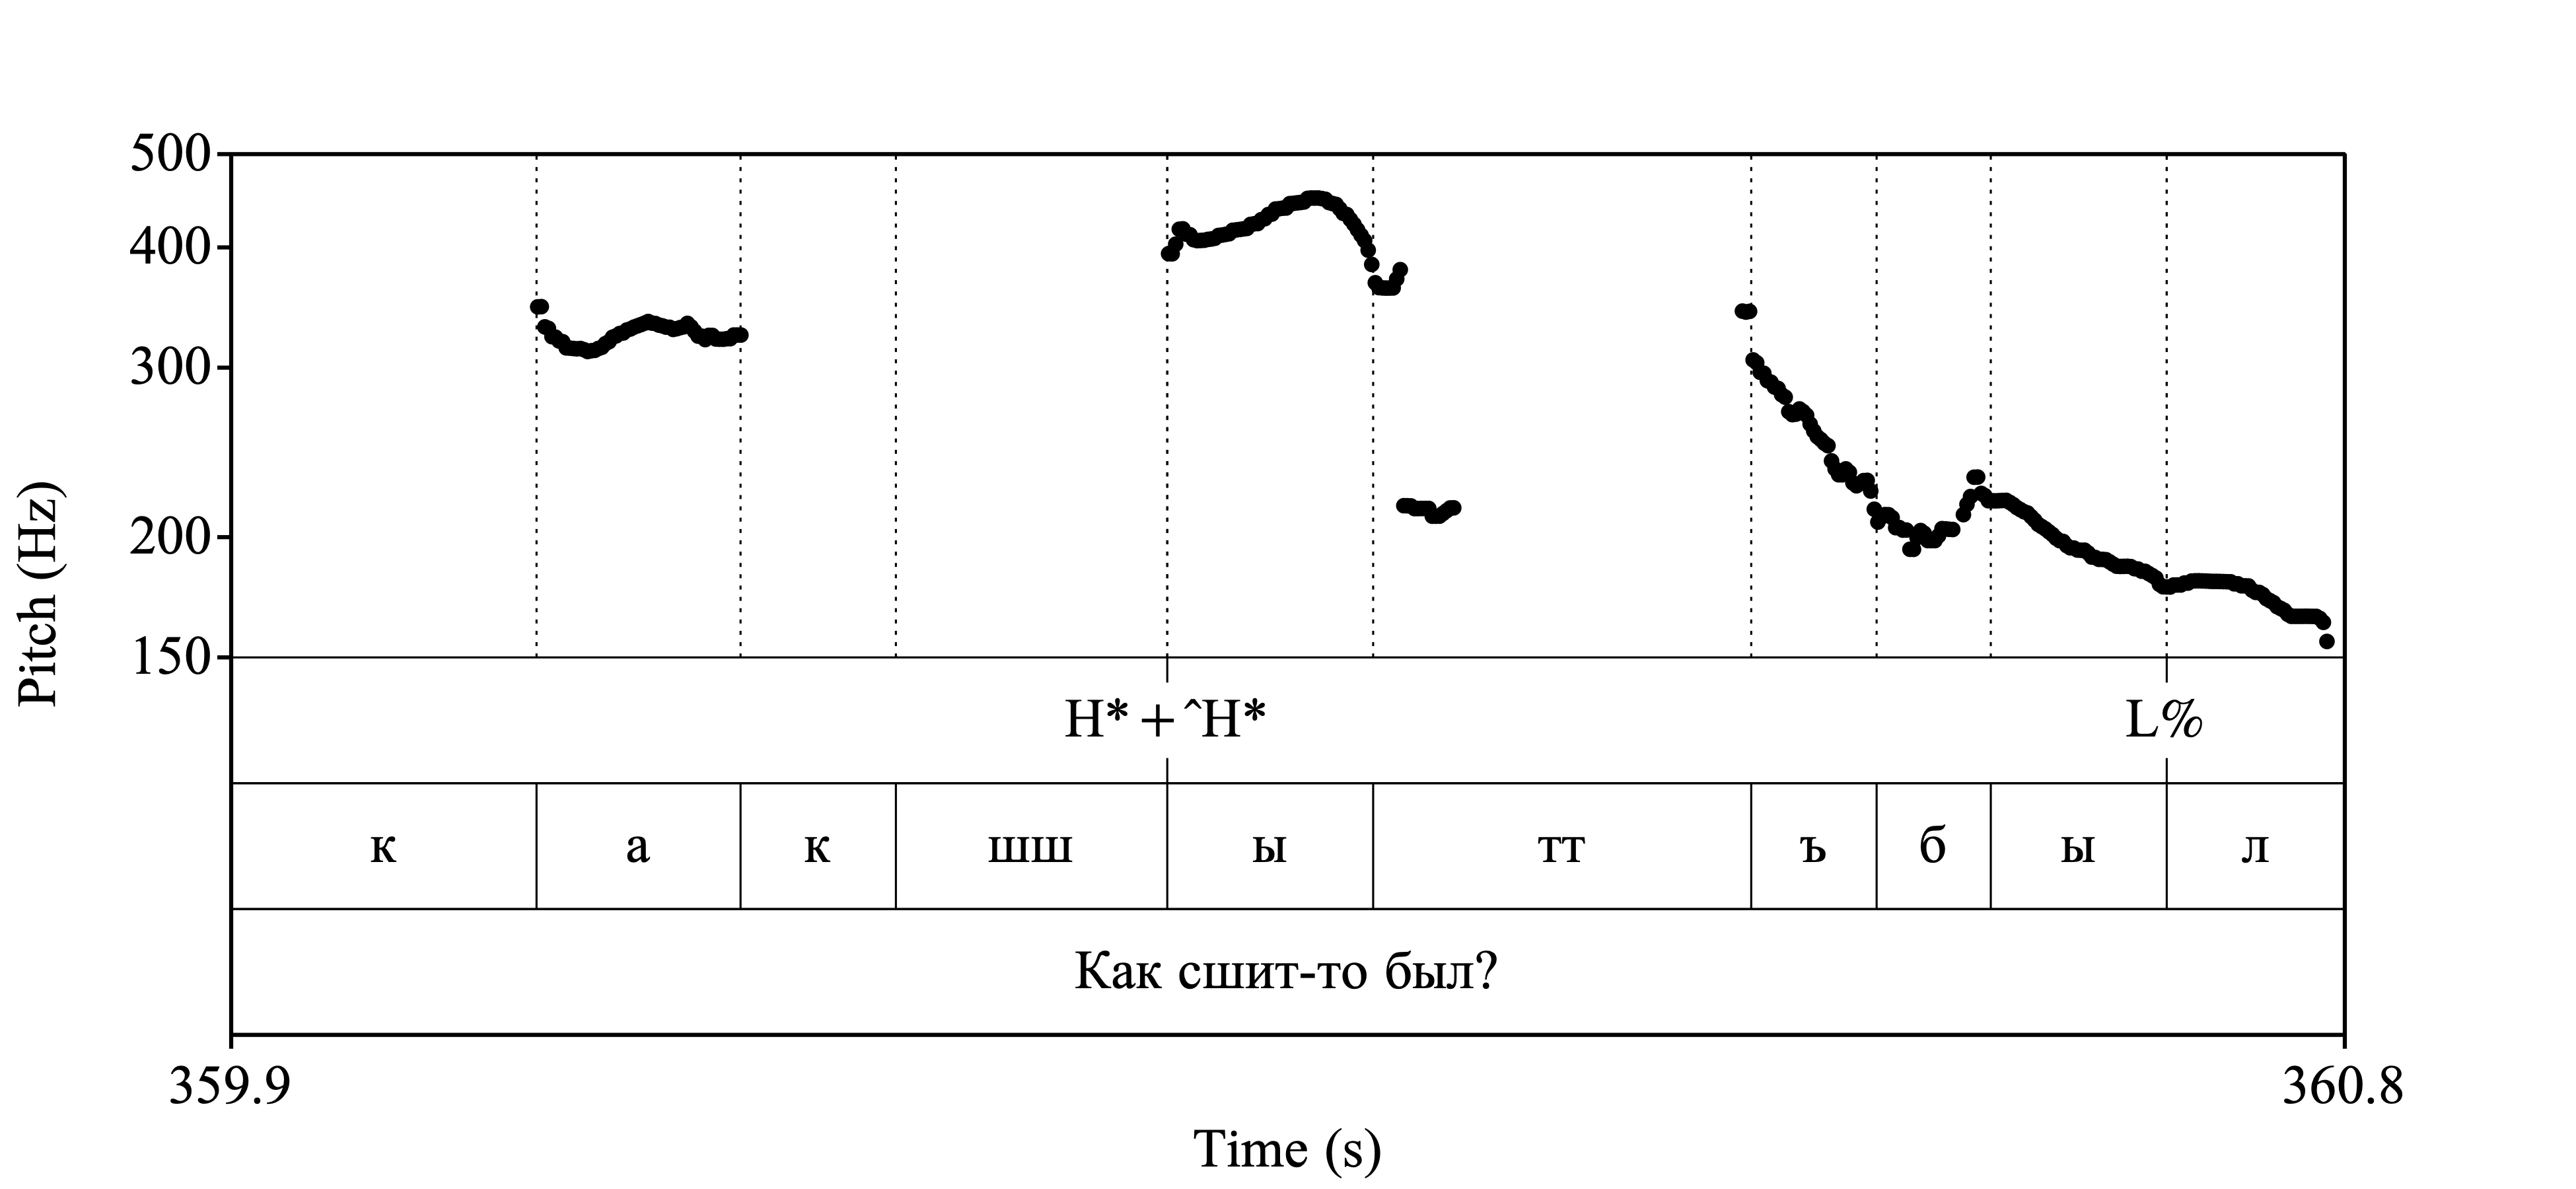 500
400
300
200
150
Pitch (Hz)
H* + ^H* L%
к а к шш ы тт ъ б ы л
Как сшит-то был?
359.9 360.8
Time (s)